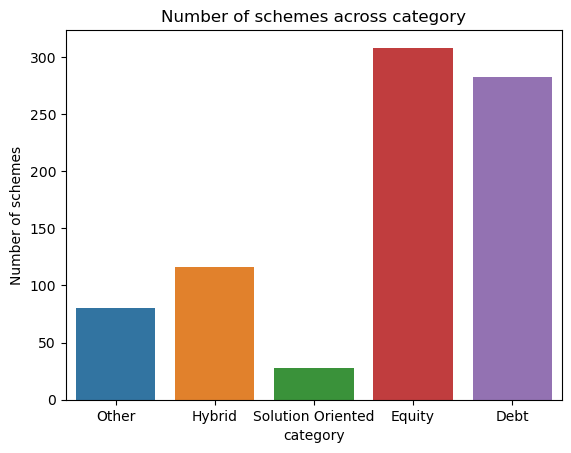 Number of schemes across category
Number of schemes
300
250
200
150
100
50
0
Other Hybrid Solution Oriented Equity Debt
category